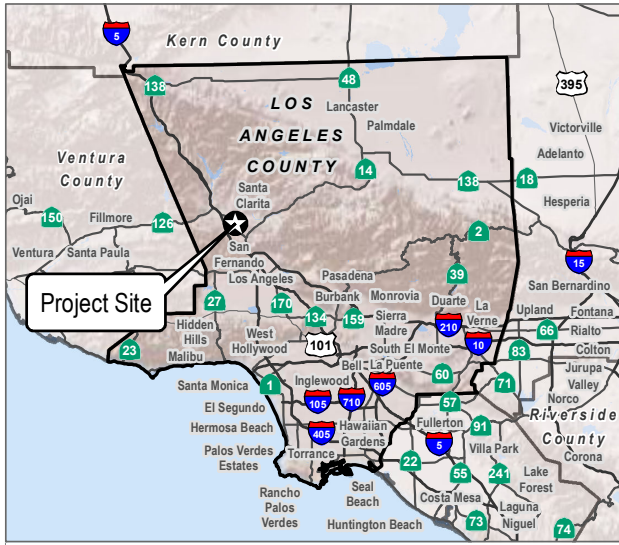 5
Kern County
395
138
48
LOS
ANGELES
COUNTY
Lancaster
Palmdale
Victorville
Adelanto
Ventura
County
14
138
18
Santa
Clarita
Hesperia
Ojai
150
Fillmore
126
2
Ventura
Santa Paula
San
Fernando
15
Pasadena
39
San Bernardino
Project Site
Los Angeles
27
170
Burbank
134
159
Monrovia
Sierra
Madre
Duarte
La
Verne
210
10
Upland
Fontana
66
Rialto
Colton
Hidden
Hills
West
Hollywood
101
South El Monte
La Puente
Bell
83
23
Malibu
60
71
Jurupa
Valley
Norco
Santa Monica
1
Inglewood
605
105
710
57
Riverside
County
El Segundo
Hermosa Beach
405
Hawaiian
Gardens
Fullerton
5
91
Villa Park
Corona
Palos Verdes
Estates
Torrance
22
55
241
Lake
Forest
Rancho
Palos
Verdes
Seal
Beach
Costa Mesa
Laguna
Niguel
Huntington Beach
73
74